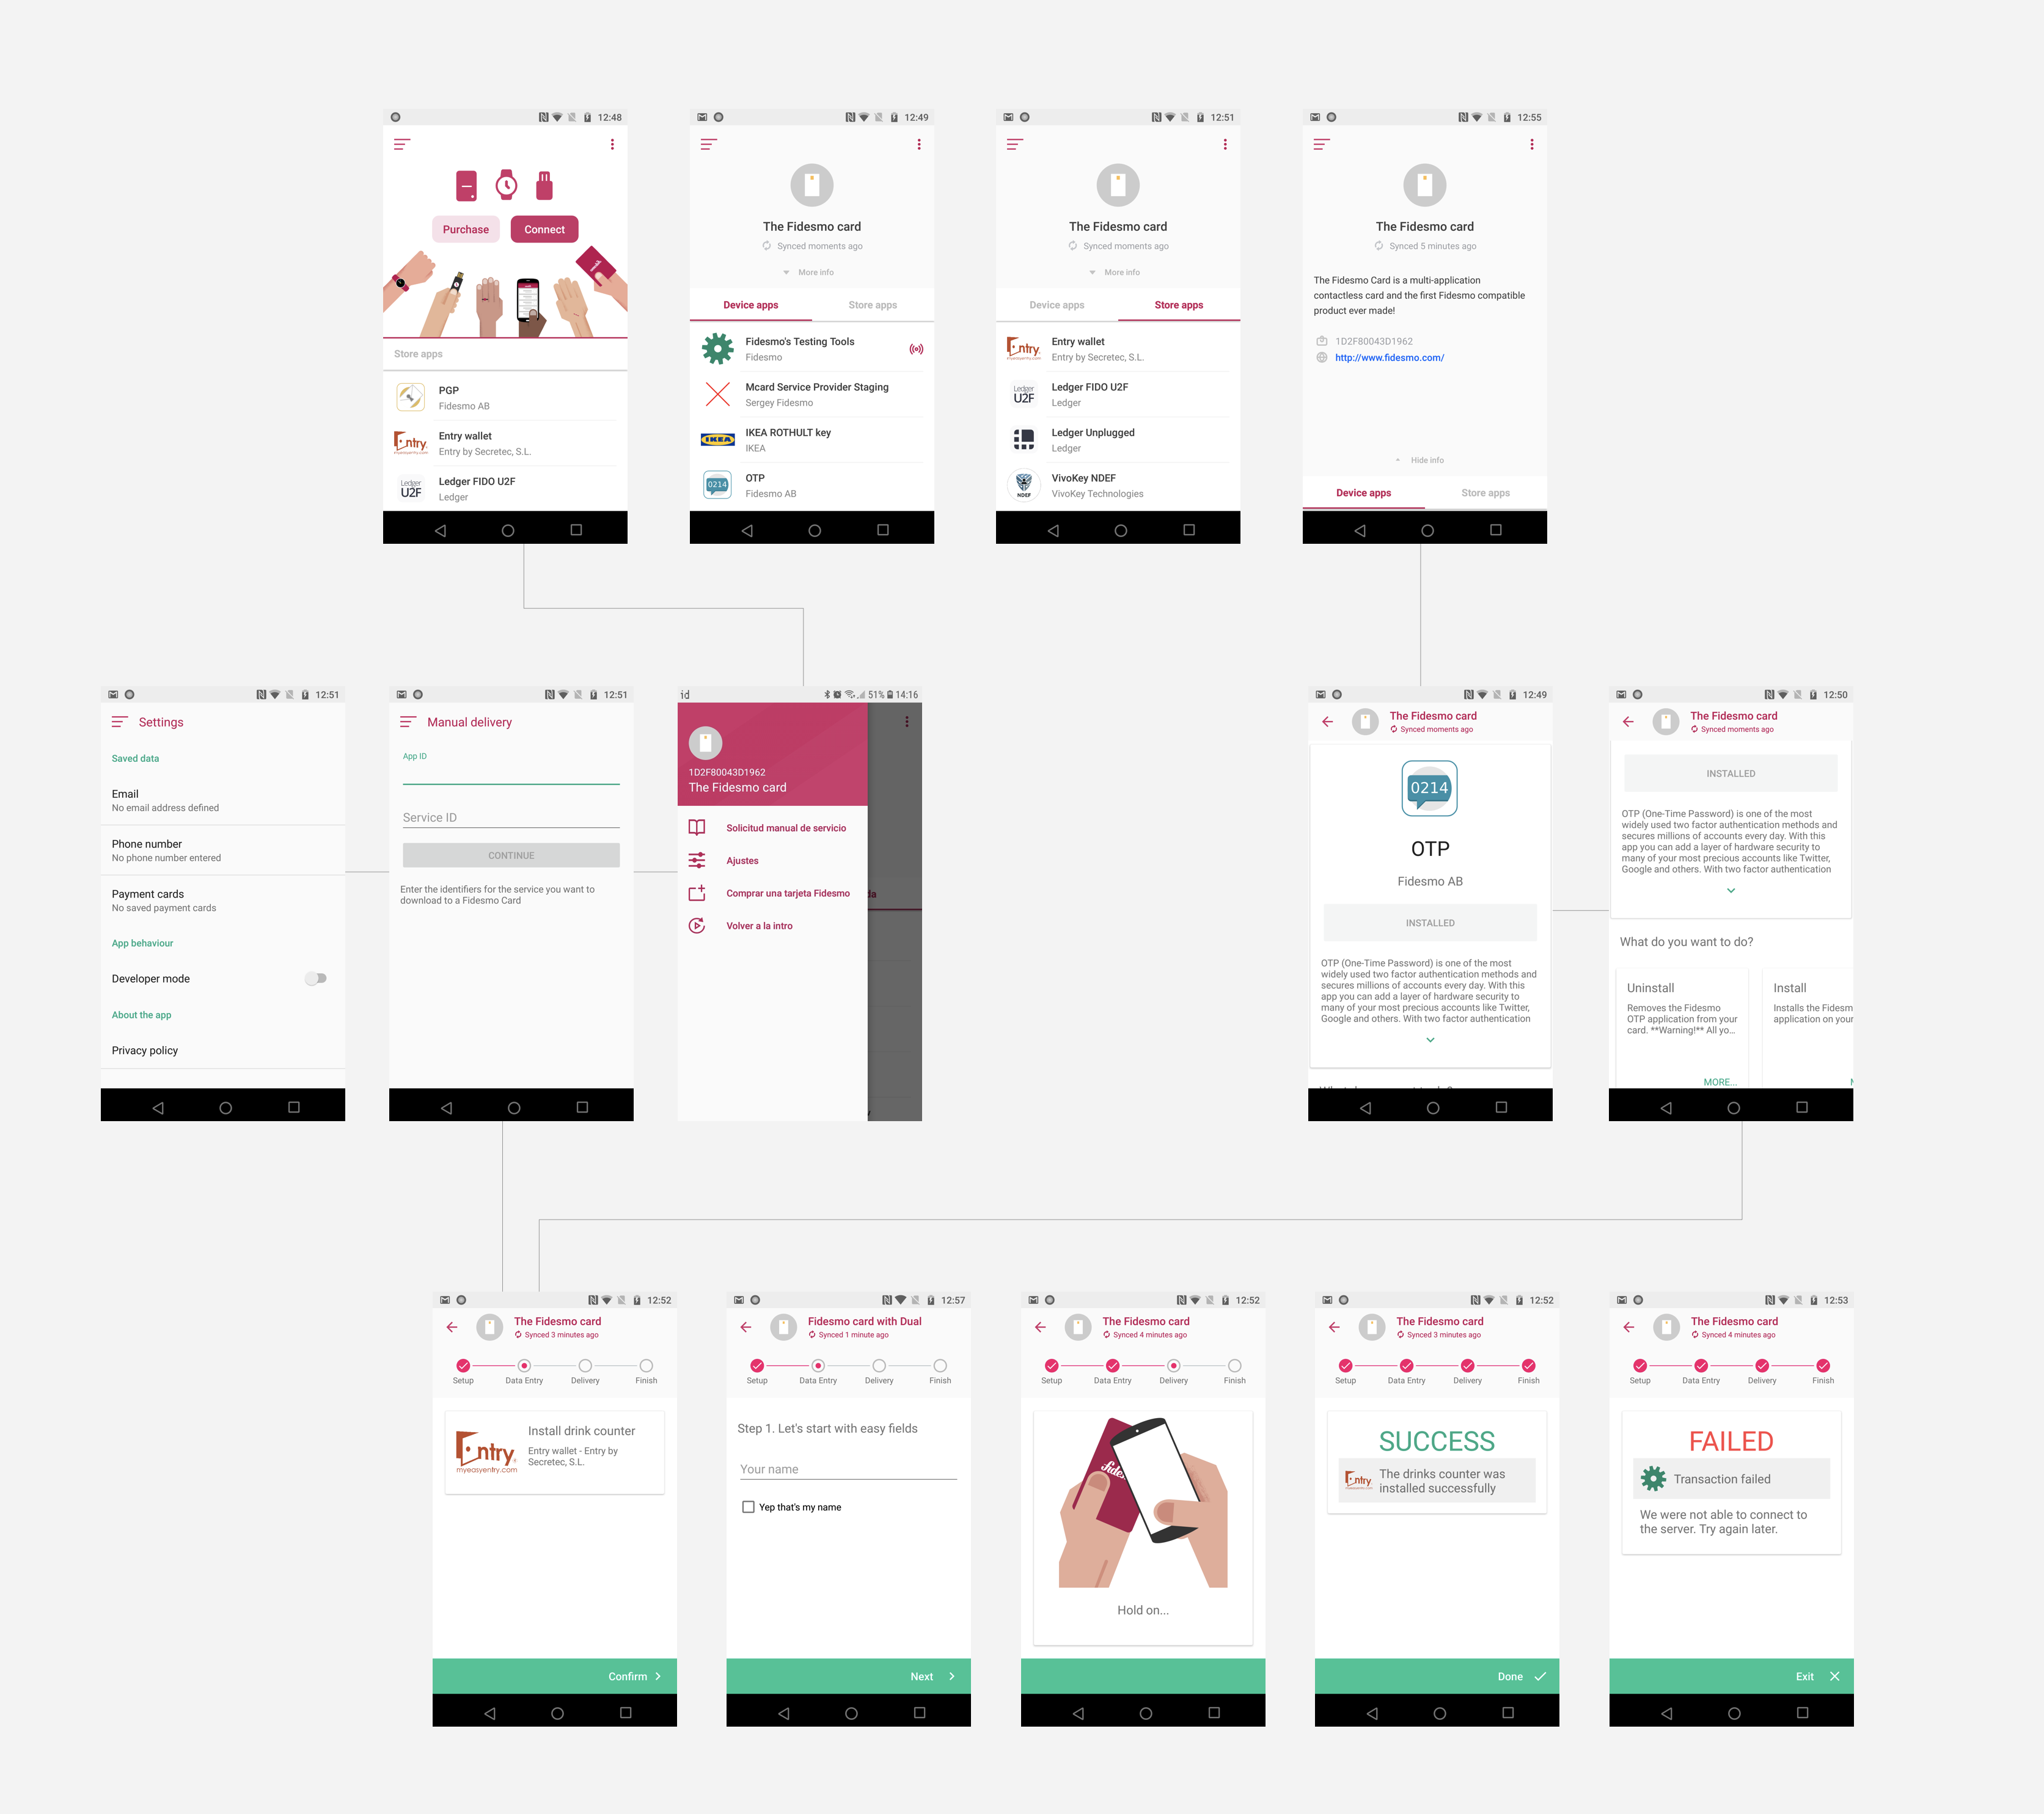 12:48
Purchase
Connect
Store apps
PGP
Fidesmo AB
Entry.
myeasyentry.com
Entry wallet
Entry by Secretec, S.L.
Ledger
U2F
Ledger FIDO U2F
Ledger
12:49
The Fidesmo card
Synced moments ago
More info
Device apps
Store apps
Fidesmo's Testing Tools
Fidesmo
Mcard Service Provider Staging
Sergey Fidesmo
IKEA
IKEA ROTHULT key
IKEA
0214
OTP
Fidesmo AB
12:51
The Fidesmo card
Synced moments ago
More info
Device apps
Store apps
Entry.
myeasyentry.com
Entry wallet
Entry by Secretec, S.L.
Ledger
U2F
Ledger FIDO U2F
Ledger
Ledger Unplugged
Ledger
NDEF
VivoKey NDEF
VivoKey Technologies
12:55
The Fidesmo card
Synced 5 minutes ago
The Fidesmo Card is a multi-application
contactless card and the first Fidesmo compatible
product ever made!
1D2F80043D1962
http://www.fidesmo.com/
Hide info
Device apps
Store apps
12:51
Settings
Saved data
Email
No email address defined
Phone number
No phone number entered
Payment cards
No saved payment cards
App behaviour
Developer mode
About the app
Privacy policy
12:51
Manual delivery
App ID
Service ID
CONTINUE
Enter the identifiers for the service you want to
download to a Fidesmo Card
id
51%
14:16
1D2F80043D1962
The Fidesmo card
Solicitud manual de servicio
Ajustes
Comprar una tarjeta Fidesmo
Volver a la intro
da
12:49
The Fidesmo card
Synced moments ago
0214
OTP
Fidesmo AB
INSTALLED
OTP (One-Time Password) is one of the most
widely used two factor authentication methods and
secures millions of accounts every day. With this
app you can add a layer of hardware security to
many of your most precious accounts like Twitter,
Google and others. With two factor authentication
12:50
The Fidesmo card
Synced moments ago
INSTALLED
OTP (One-Time Password) is one of the most
widely used two factor authentication methods and
secures millions of accounts every day. With this
app you can add a layer of hardware security to
many of your most precious accounts like Twitter,
Google and others. With two factor authentication
What do you want to do?
Uninstall
Removes the Fidesmo
OTP application from your
card. **Warning!** All yo...
MORE...
Install
Installs the Fidesm
application on your
12:52
The Fidesmo card
Synced 3 minutes ago
Setup
Data Entry
Delivery
Finish
Entry.
myeasyentry.com
Install drink counter
Entry wallet - Entry by
Secretec, S.L.
Confirm
12:57
Fidesmo card with Dual
Synced 1 minute ago
Setup
Data Entry
Delivery
Finish
Step 1. Let's start with easy fields
Your name
Yep that's my name
Next
12:52
The Fidesmo card
Synced 4 minutes ago
Setup
Data Entry
Delivery
Finish
Hold on...
12:52
The Fidesmo card
Synced 3 minutes ago
Setup
Data Entry
Delivery
Finish
SUCCESS
Entry.
The drinks counter was
installed successfully
Done
12:53
The Fidesmo card
Synced 4 minutes ago
Setup
Data Entry
Delivery
Finish
FAILED
Transaction failed
We were not able to connect to
the server. Try again later.
Exit